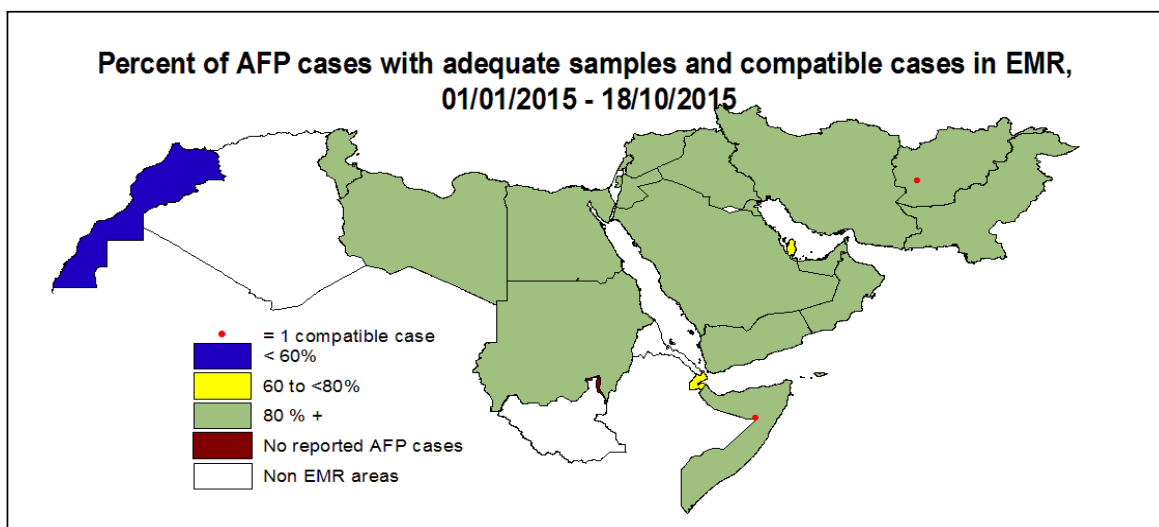 Percent of AFP cases with adequate samples and compatible cases in EMR,
01/01/2015 - 18/10/2015
= 1 compatible case
< 60%
60 to <80%
80 % +
No reported AFP cases
Non EMR areas